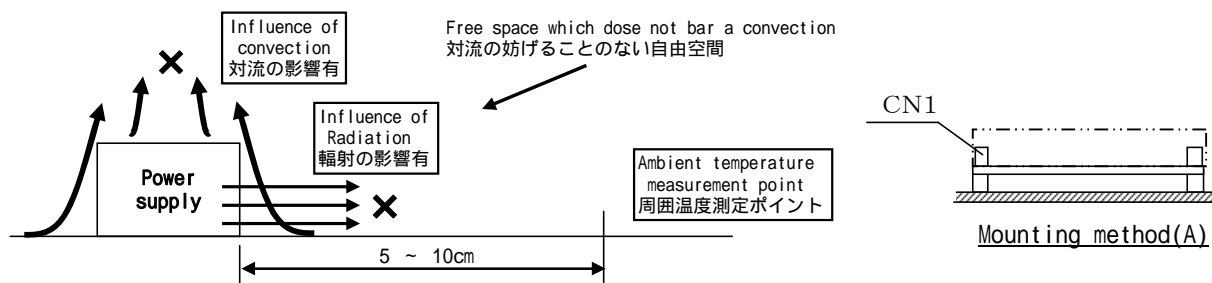 Influence of
convection
対流の影響有
Free space which dose not bar a convection
対流の妨げることのない自由空間
Influence of
Radiation
輻射の影響有
Power
supply
Ambient temperature
measurement point
周囲温度測定ポイント
5 ~ 10cm
CN1
Mounting method(A)